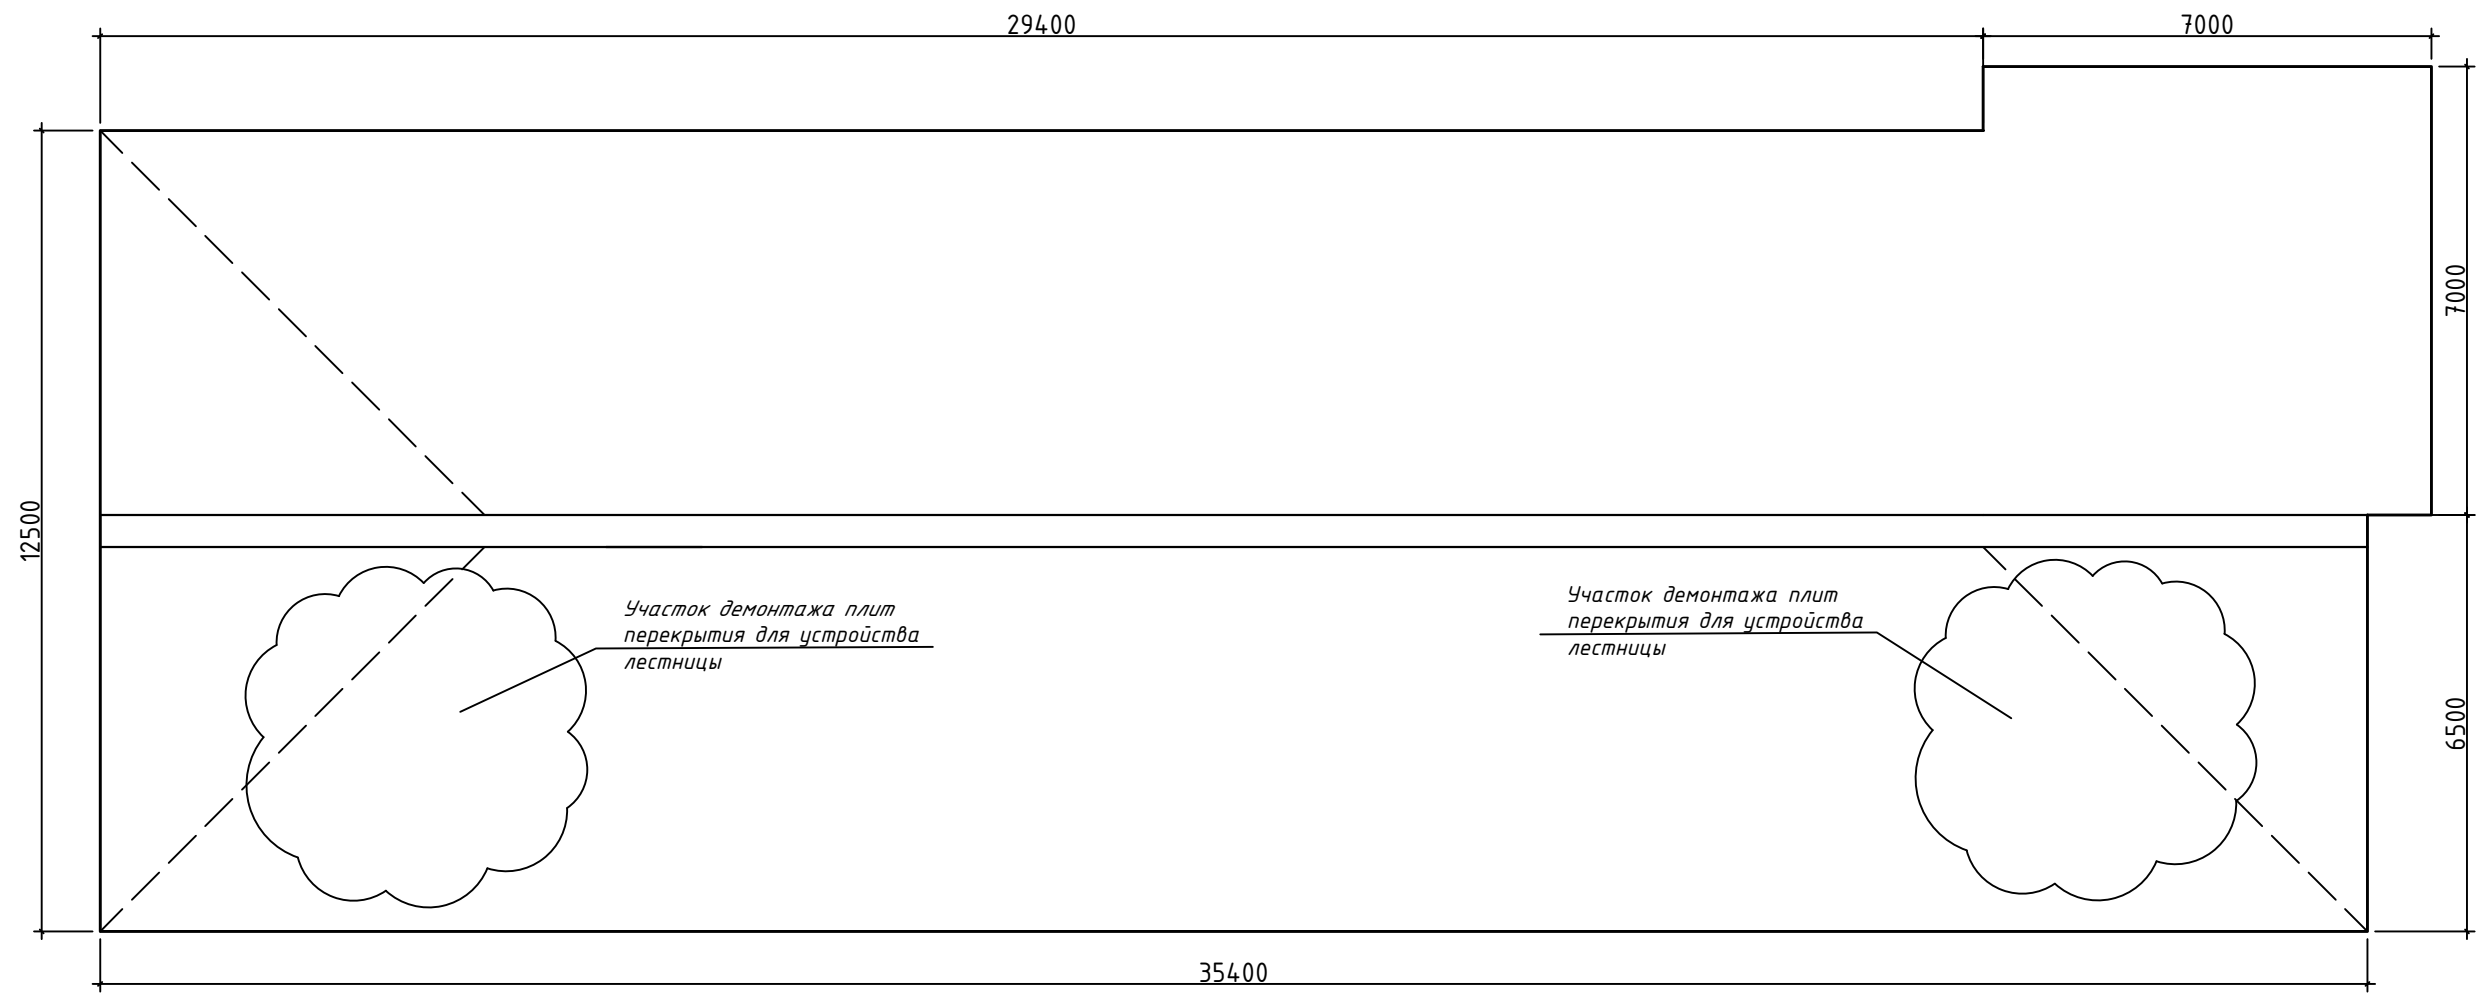 29400
7000
7000
12500
Участок демонтажа плит
перекрытия для устройства
лестницы
Участок демонтажа плит
перекрытия для устройства
лестницы
6500
35400